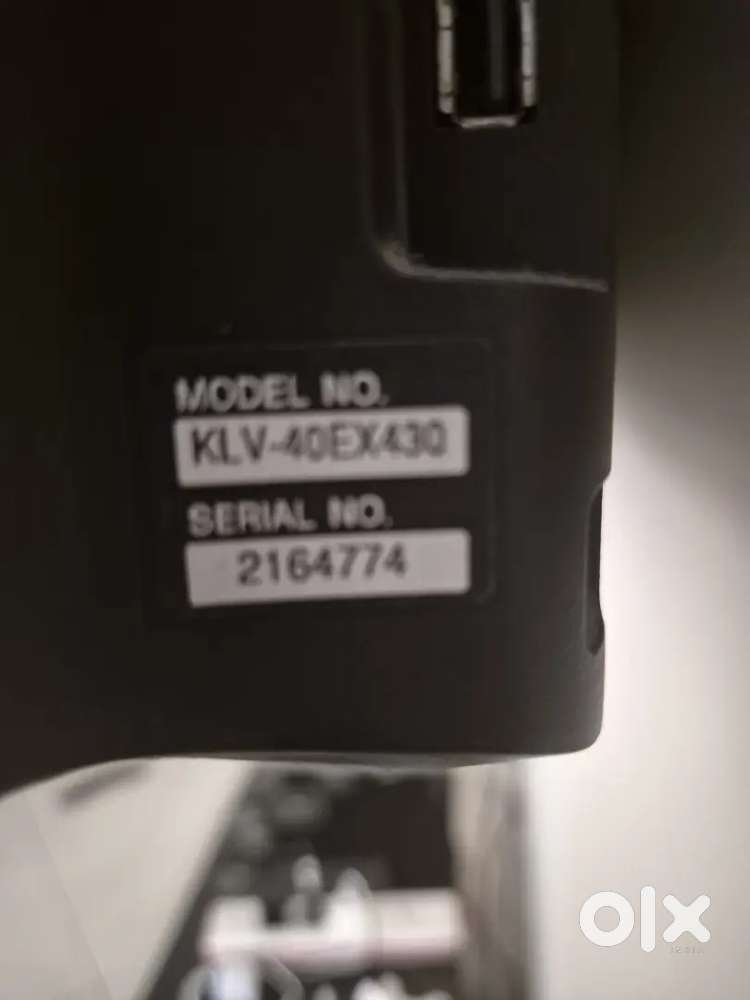 MODEL NO.
KLV-40EX430
SERIAL NO.
2164774
olx